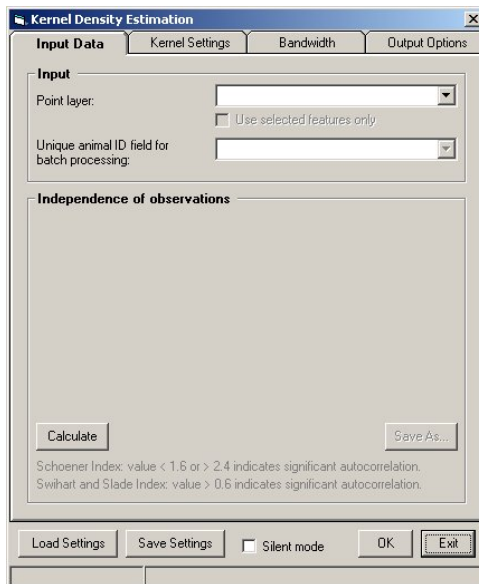 Kernel Density Estimation
Input Data Kernel Settings Bandwidth Output Options
Input
Point layer:
Use selected features only
Unique animal ID field for
batch processing:
Independence of observations
Calculate Save As...
Schoener Index: value < 1.6 or > 2.4 indicates significant autocorrelation.
Swihart and Slade Index: value > 0.6 indicates significant autocorrelation.
Load Settings Save Settings Silent mode OK Exit